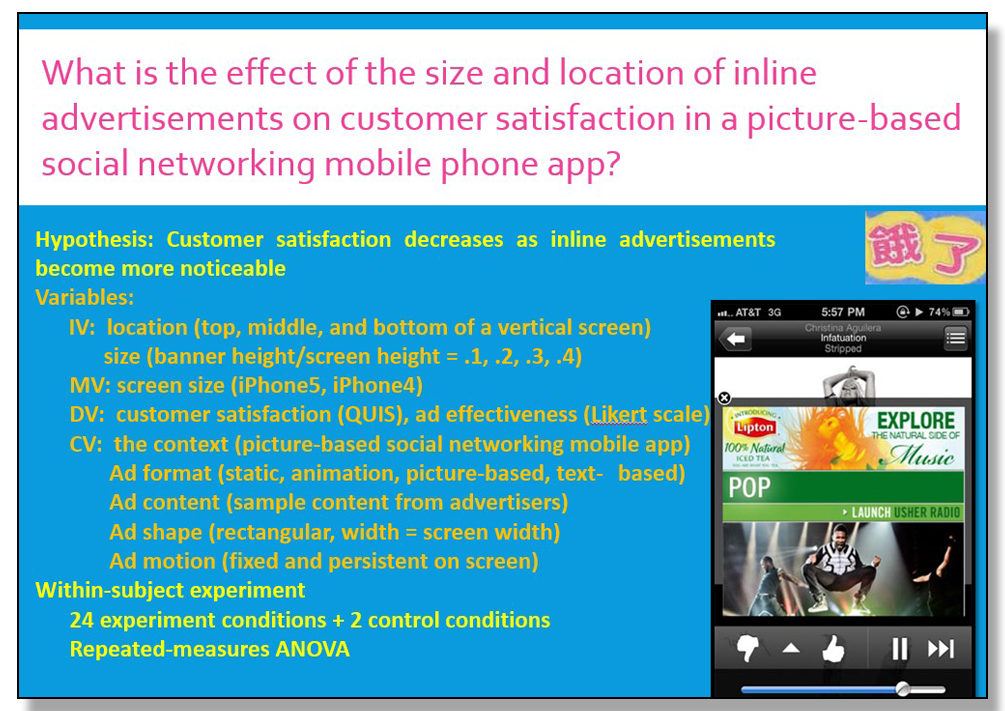 What is the effect of the size and location of inline
advertisements on customer satisfaction in a picture-based
social networking mobile phone app?
Hypothesis: Customer satisfaction decreases as inline advertisements
become more noticeable
Variables:
IV: location (top, middle, and bottom of a vertical screen)
size (banner height/screen height = .1, .2, .3, .4)
MV: screen size (iPhone5, iPhone4)
DV: customer satisfaction (QUIS), ad effectiveness (Likert scale)
CV: the context (picture-based social networking mobile app)
Ad format (static, animation, picture-based, text- based)
Ad content (sample content from advertisers)
Ad shape (rectangular, width = screen width)
Ad motion (fixed and persistent on screen)
Within-subject experiment
24 experiment conditions + 2 control conditions
Repeated-measures ANOVA
餓了
AT&T 3G 5:57 PM 74%
Christina Aguilera
Infatuation
Stripped
INTRODUCING
Lipton
100% Natural
ICED TEA
EXPLORE
THE NATURAL SIDE OF
Music
POP
LAUNCH USHER RADIO